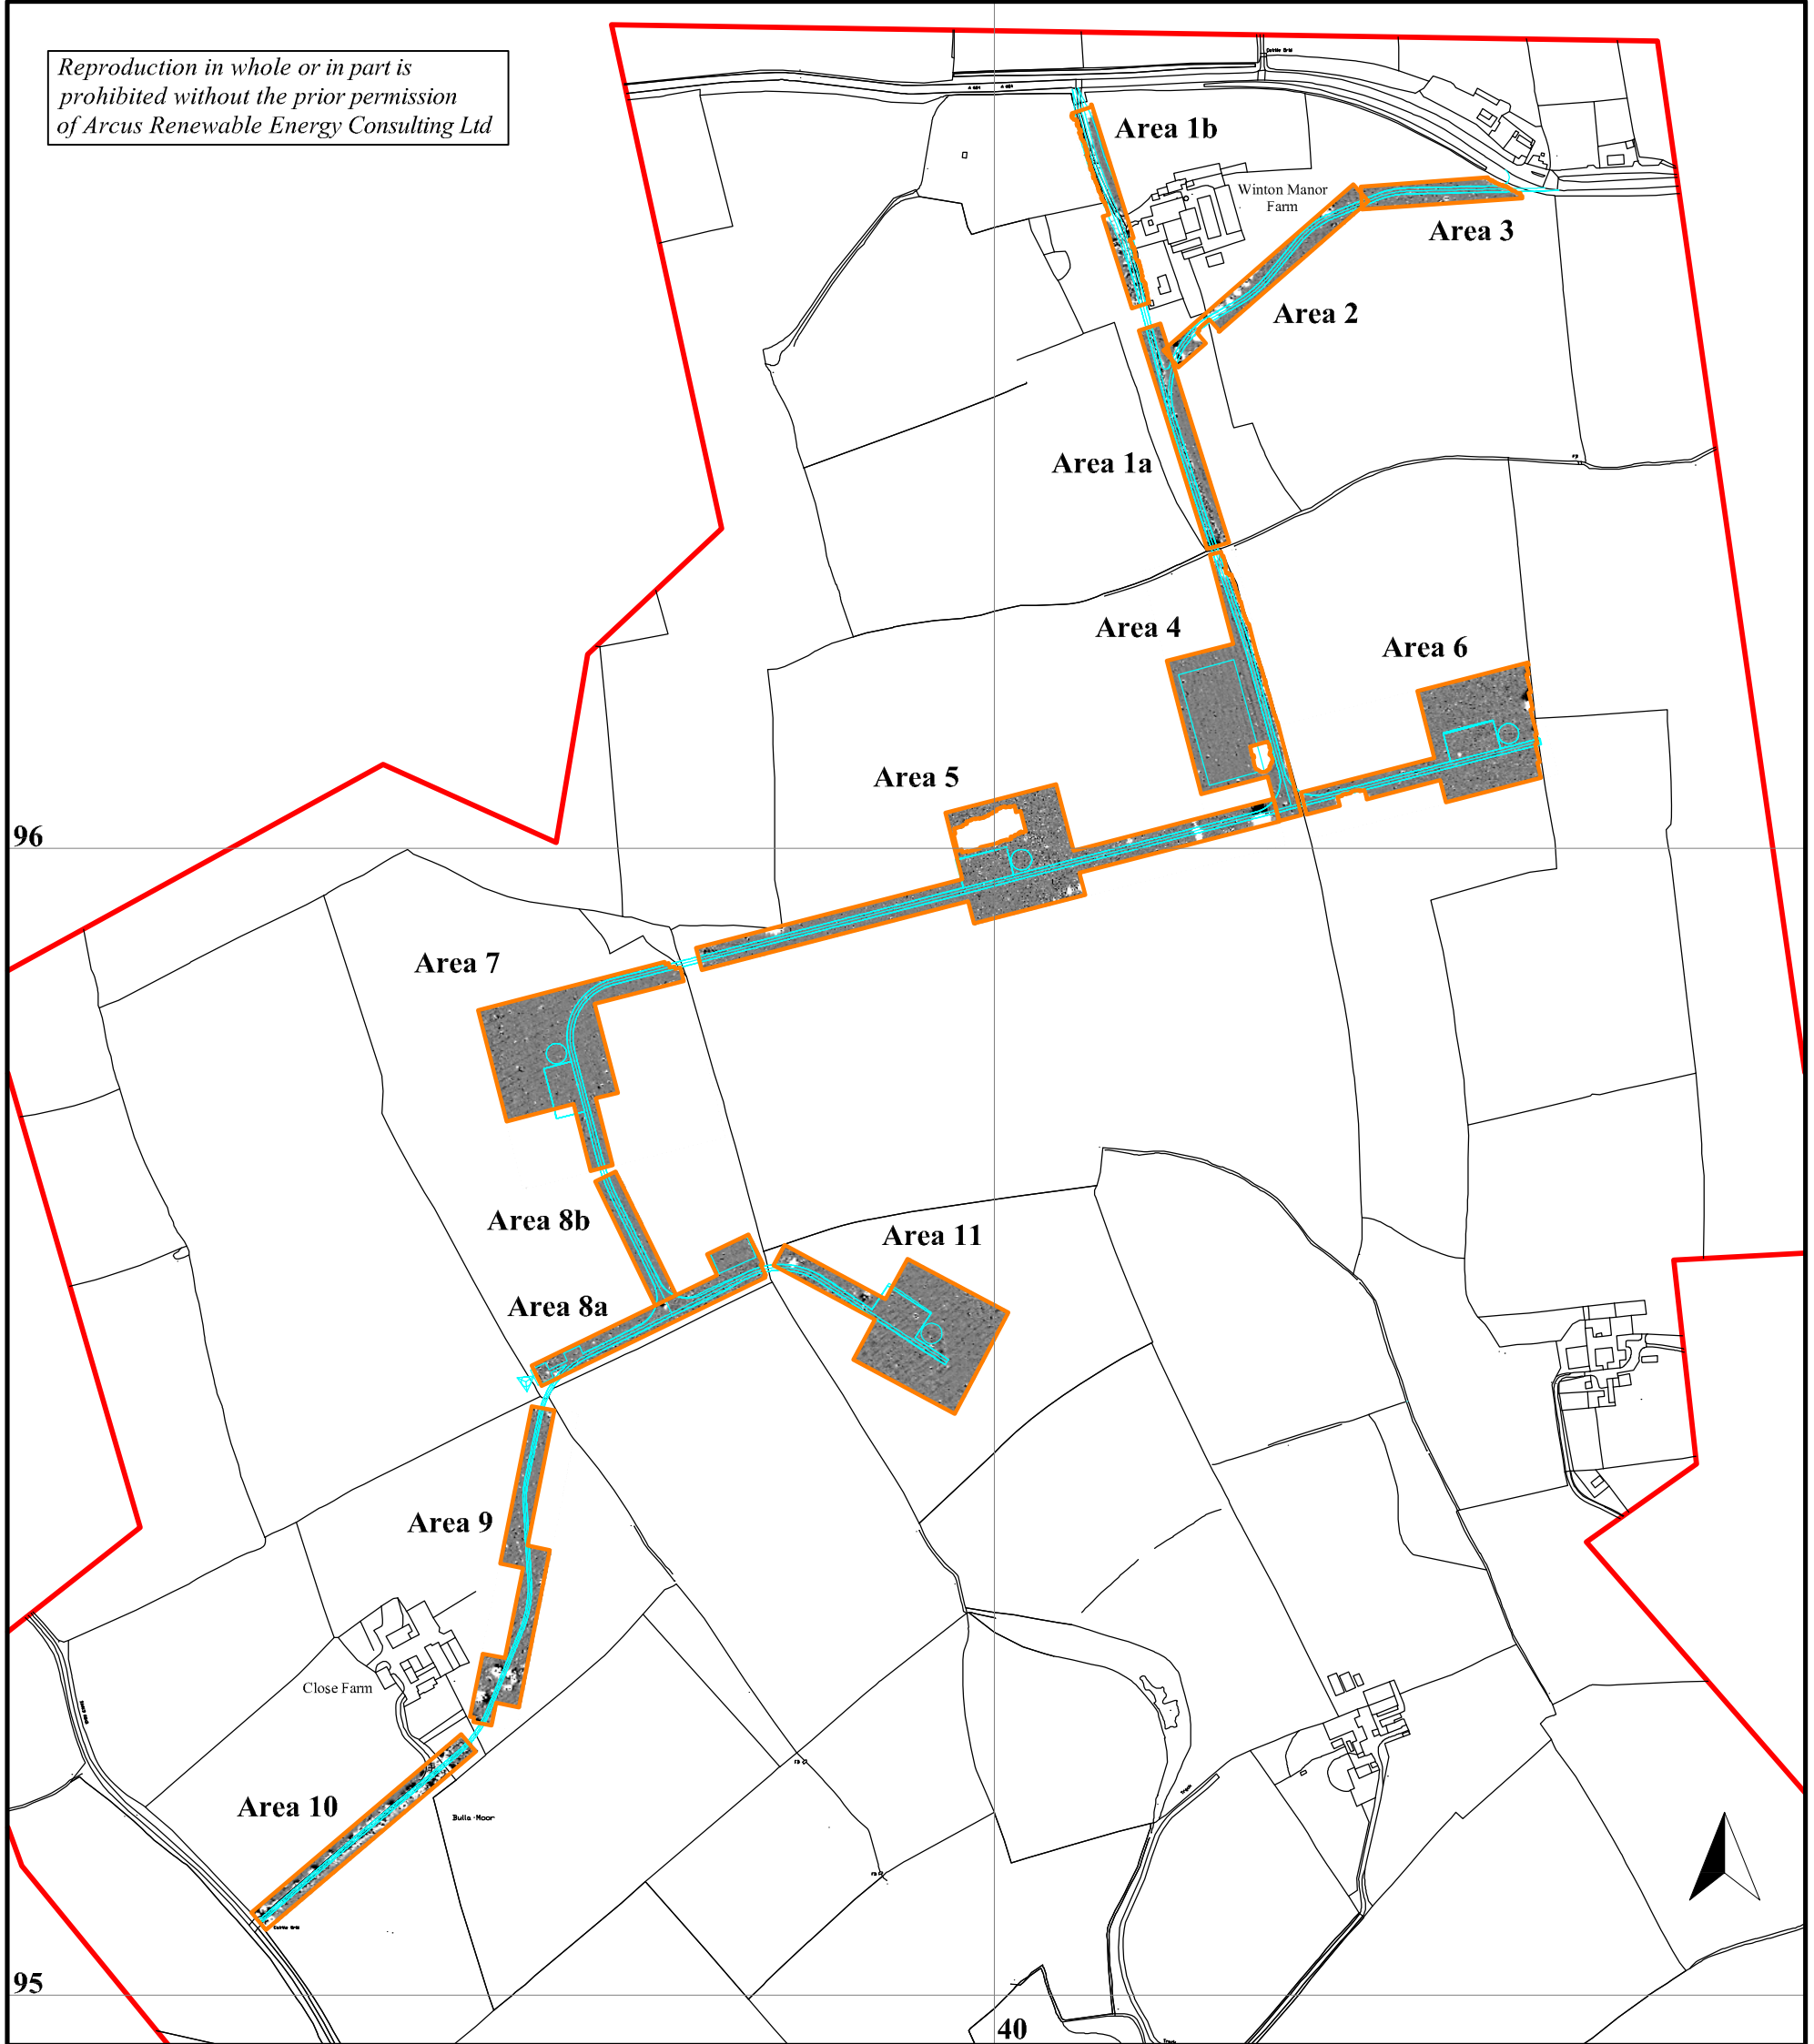 Reproduction in whole or in part is
prohibited without the prior permission
of Arcus Renewable Energy Consulting Ltd
Area 1b
Winton Manor
Farm
Area 3
Area 2
Area 1a
Area 4
Area 6
Area 5
96
Area 7
Area 8b
Area 11
Area 8a
Area 9
Close Farm
Area 10
Track
95
40
Track